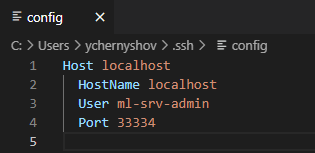 config
C: > Users > ychernyshov > .ssh > config
1 Host localhost
2 HostName localhost
3 User ml-srv-admin
4 Port 33334
5